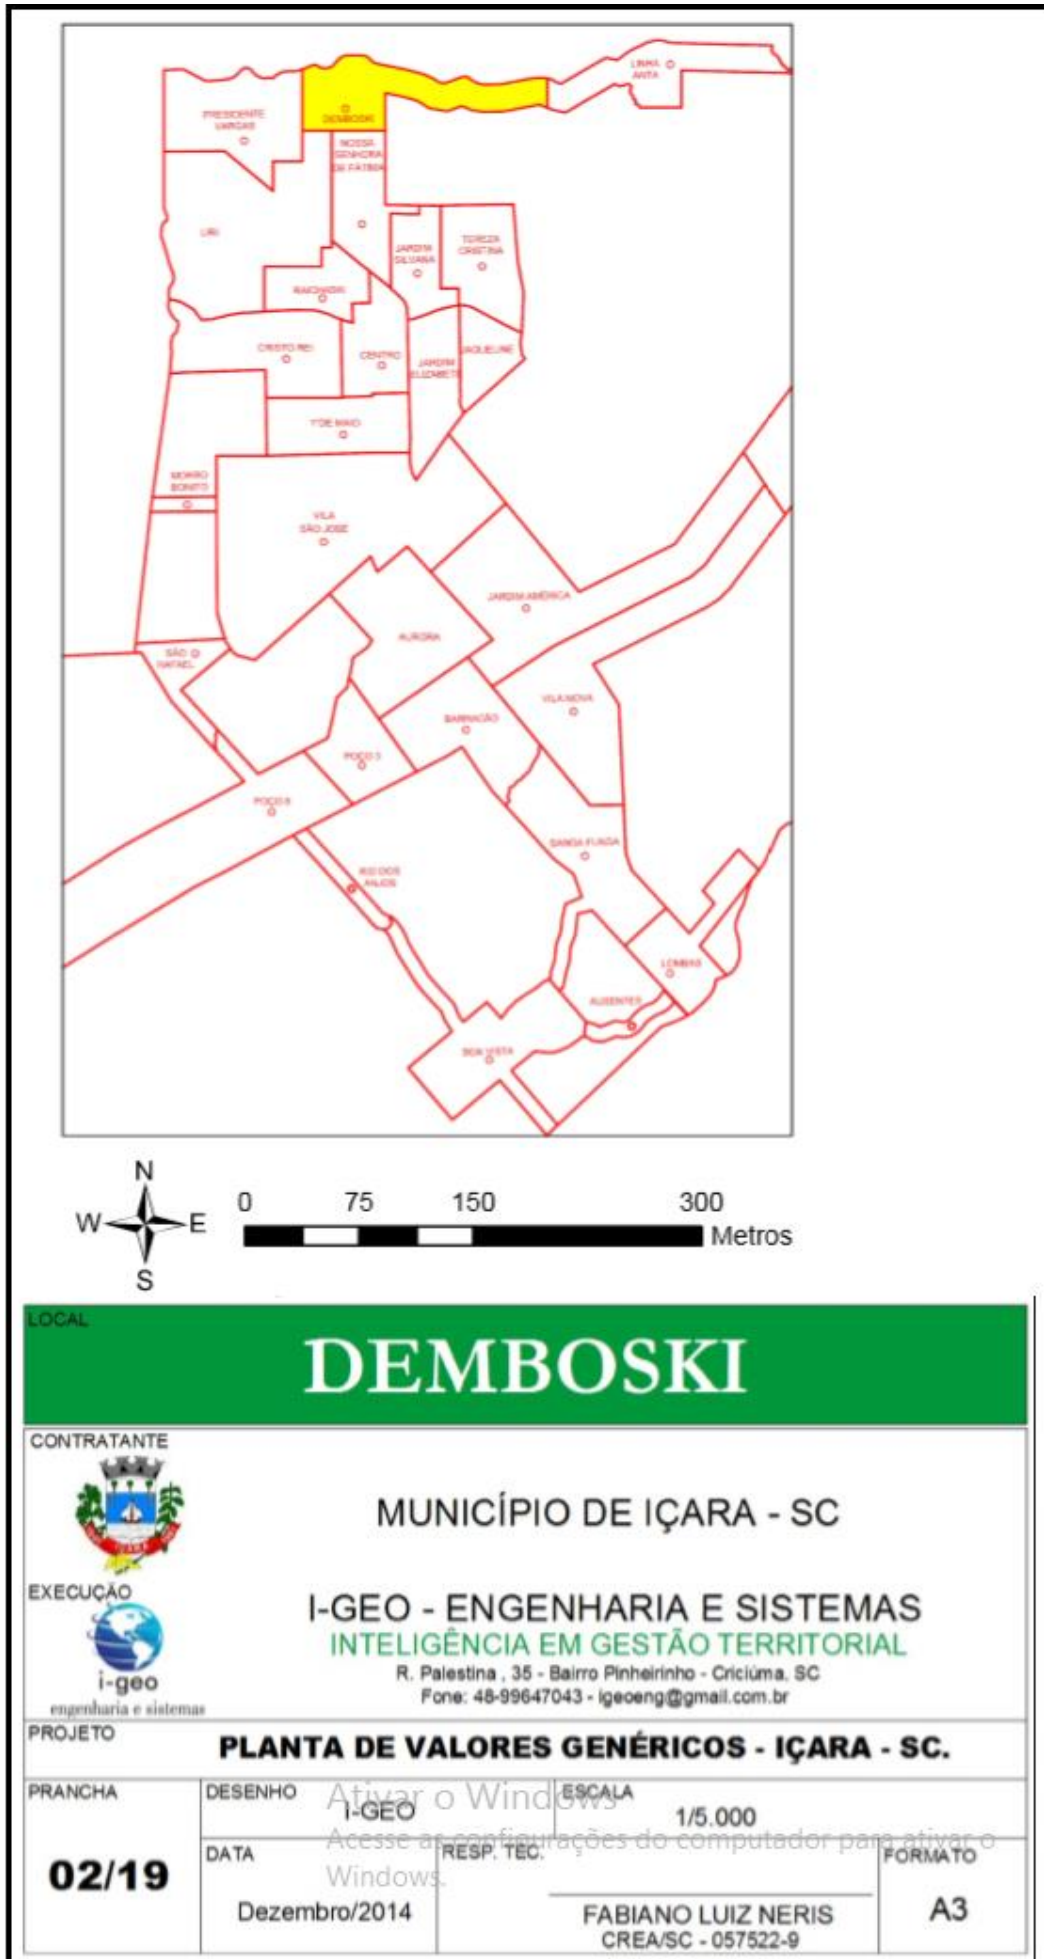 LINHA
ANTA
PRESIDENTE
VARGAS
DEMBOSKI
NOSSA
SENHORA
DE FÁTIMA
LIRI
JARDIM
SILVANA
TEREZA
CRISTINA
RAICHASKI
CRISTO REI
CENTRO
JARDIM
ELIZABETE
JAQUELINE
1º DE MAIO
MORRO
BONITO
VILA
SÃO JOSÉ
JARDIM AMÉRICA
AURORA
SÃO
RAFAEL
VILA NOVA
BARRACÃO
POÇO 3
POÇO 8
SANGA FUNDA
RIO DOS
ANJOS
LOMBAS
AUSENTES
BOA VISTA
N
W E
S
0 75 150 300
Metros
LOCAL
DEMBOSKI
CONTRATANTE
IÇARA
MUNICÍPIO DE IÇARA - SC
EXECUÇÃO
i-geo
engenharia e sistemas
I-GEO - ENGENHARIA E SISTEMAS
INTELIGÊNCIA EM GESTÃO TERRITORIAL
R. Palestina , 35 - Bairro Pinheirinho - Criciúma, SC
Fone: 48-99647043 - igeoeng@gmail.com.br
PROJETO
PLANTA DE VALORES GENÉRICOS - IÇARA - SC.
PRANCHA
02/19
DESENHO
I-GEO
ESCALA
1/5.000
Ativar o Windows
Acesse as configurações do computador para ativar o
Windows.
DATA
Dezembro/2014
RESP. TEC.
FABIANO LUIZ NERIS
CREA/SC - 057522-9
FORMATO
A3